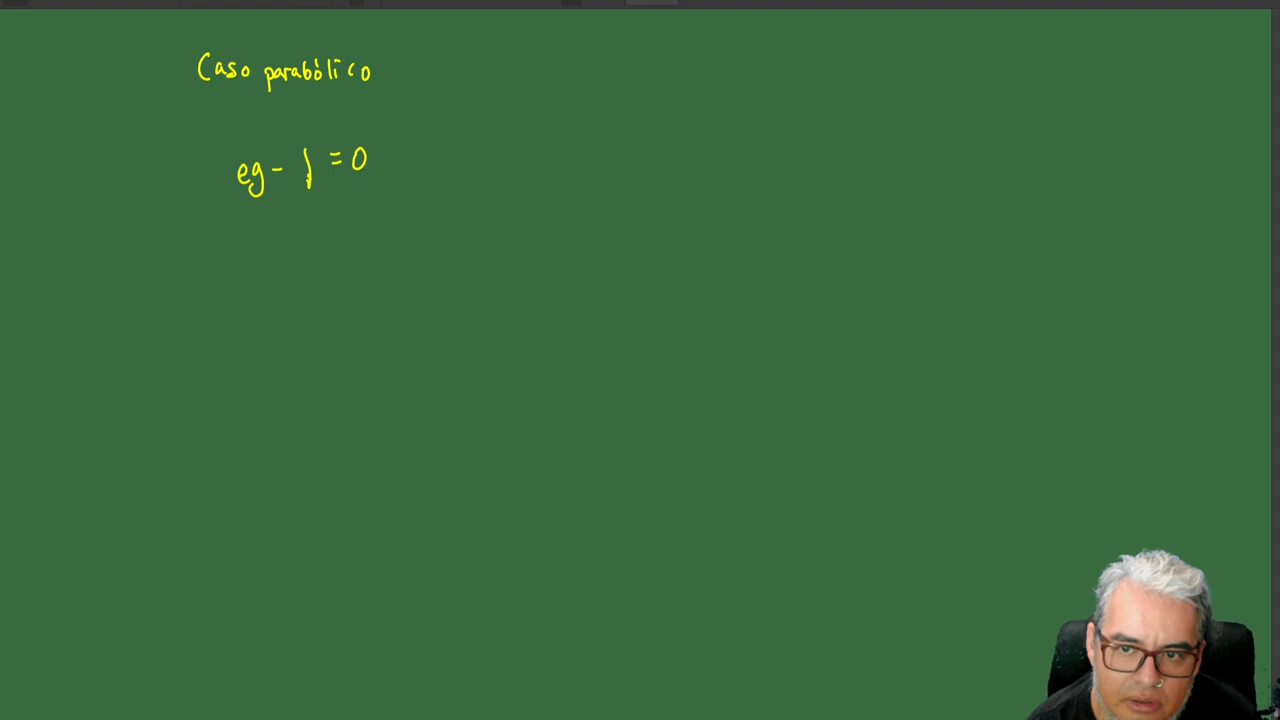 Caso parabólico
eg - f = 0